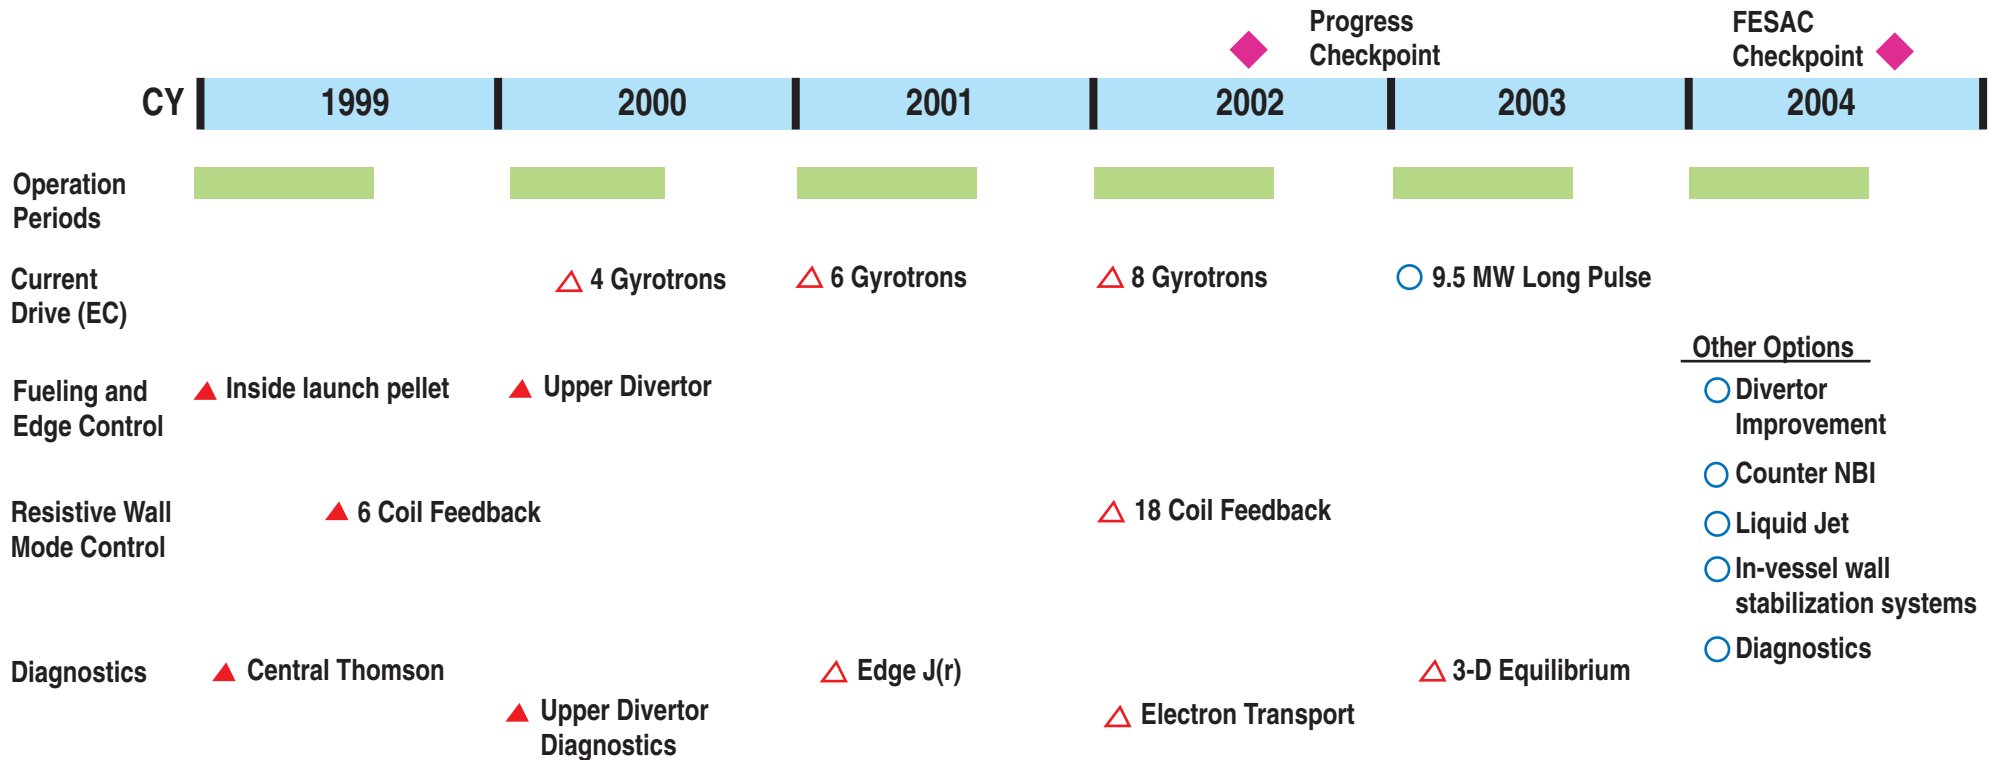 Progress
Checkpoint
FESAC
Checkpoint
CY 1999 2000 2001 2002 2003 2004
Operation
Periods
Current
Drive (EC)
4 Gyrotrons
6 Gyrotrons
8 Gyrotrons
9.5 MW Long Pulse
Fueling and
Edge Control
Inside launch pellet
Upper Divertor
Resistive Wall
Mode Control
6 Coil Feedback
18 Coil Feedback
Other Options
Divertor
Improvement
Counter NBI
Liquid Jet
In-vessel wall
stabilization systems
Diagnostics
Diagnostics
Central Thomson
Upper Divertor
Diagnostics
Edge J(r)
Electron Transport
3-D Equilibrium